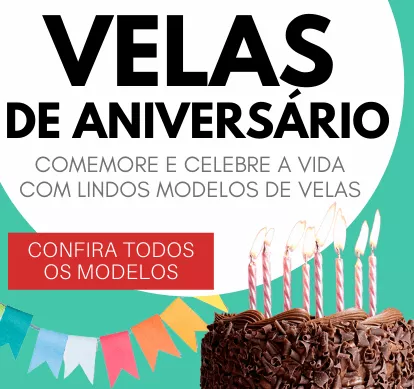 VELAS
DE ANIVERSÁRIO
COMEMORE E CELEBRE A VIDA
COM LINDOS MODELOS DE VELAS
CONFIRA TODOS
OS MODELOS